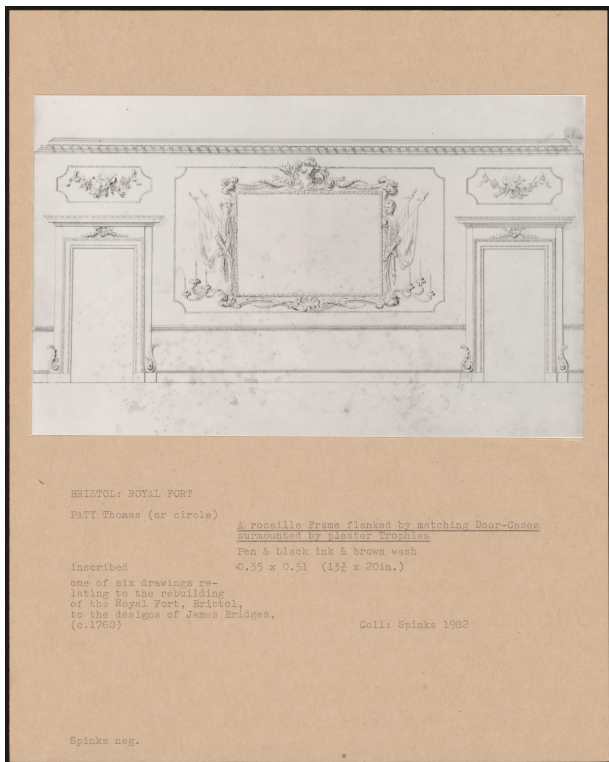 BRISTOL: ROYAL FORT
PATY Thomas (or circle)
A rocaille Frame flanked by matching Door-Cases
surmounted by plaster Trophies
Pen & black ink & brown wash
inscribed 0.35 x 0.51 (13¾ x 20in.)
one of six drawings re-
lating to the rebuilding
of the Royal Fort, Bristol,
to the designs of James Bridges,
(c.1760) Coll: Spinks 1982
Spinks neg.